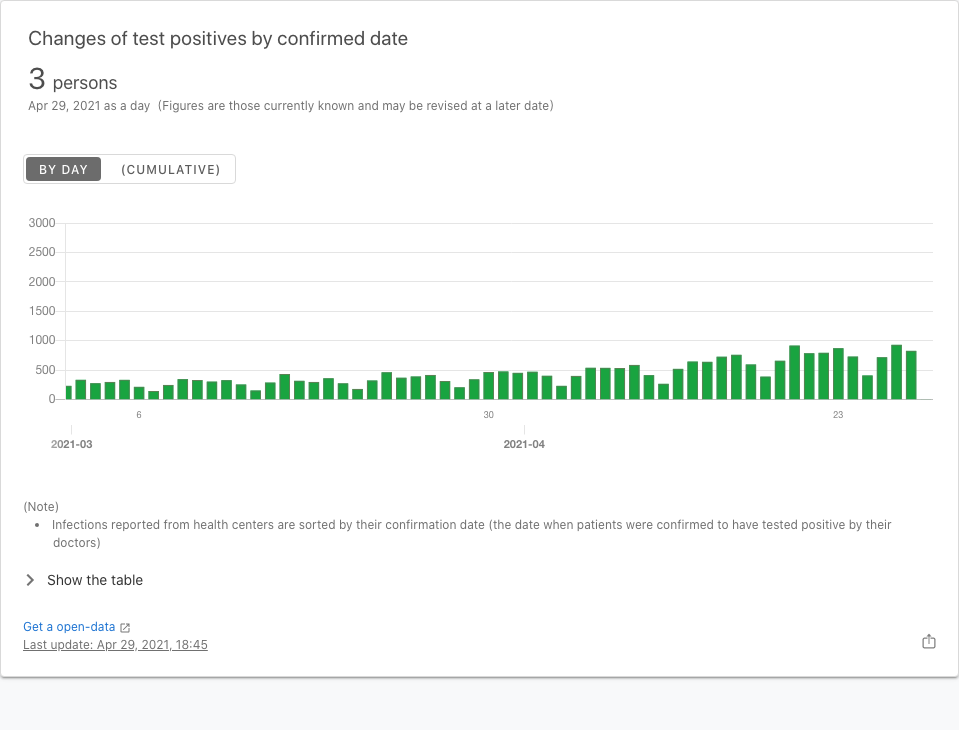 Changes of test positives by confirmed date
3 persons
Apr 29, 2021 as a day (Figures are those currently known and may be revised at a later date)
BY DAY (CUMULATIVE)
3000
2500
2000
1500
1000
500
0
6 30 23
2021-03 2021-04
(Note)
• Infections reported from health centers are sorted by their confirmation date (the date when patients were confirmed to have tested positive by their
doctors)
Show the table
Get a open-data
Last update: Apr 29, 2021, 18:45